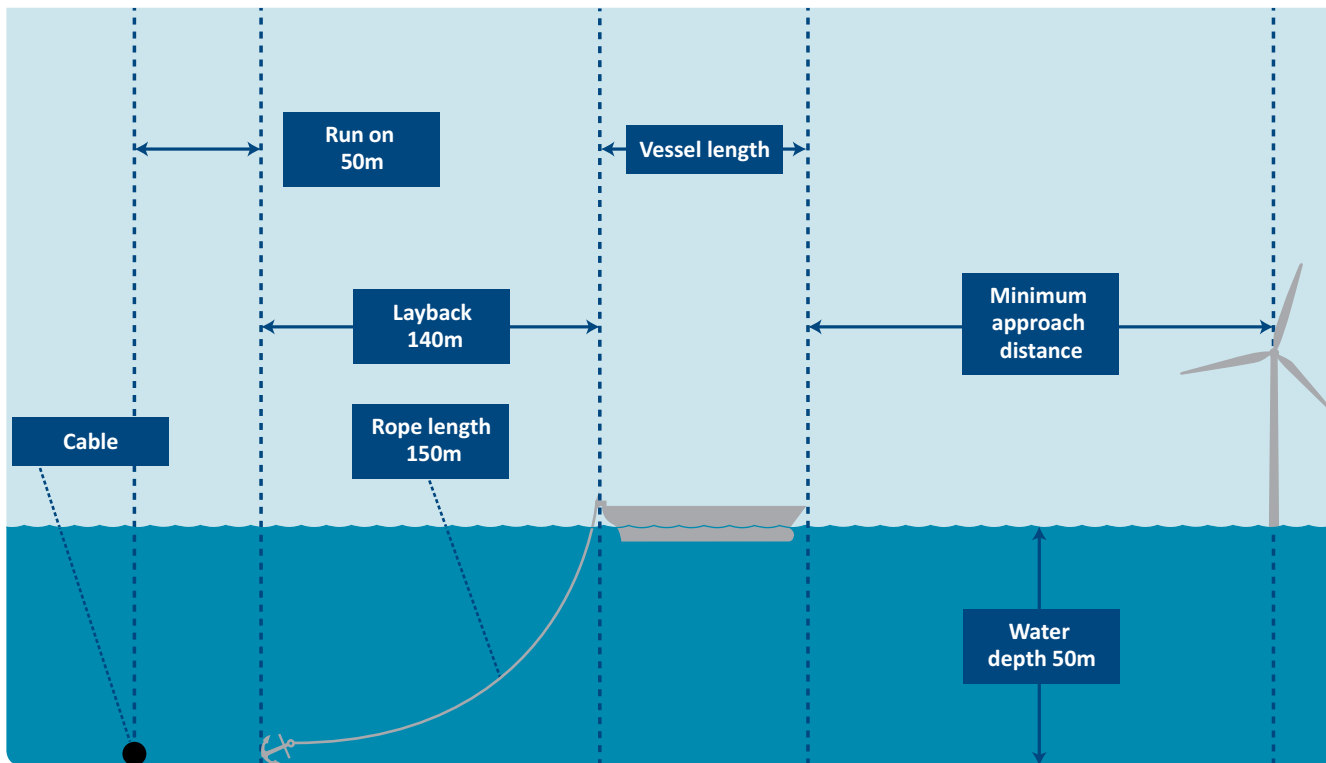 Run on
50m
Vessel length
Layback
140m
Minimum
approach
distance
Cable
Rope length
150m
Water
depth 50m